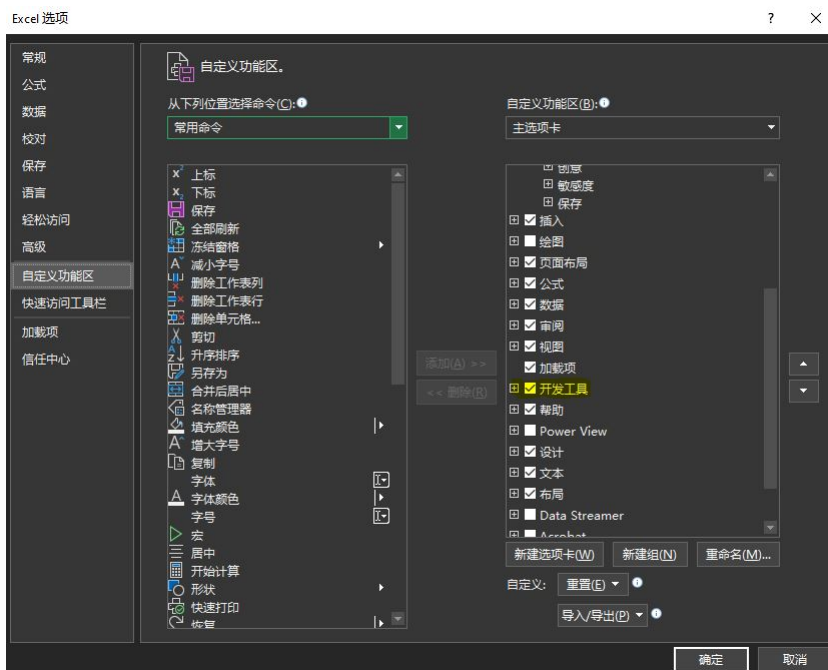 Excel 选项
?
常规
公式
数据
校对
保存
语言
轻松访问
高级
自定义功能区
快速访问工具栏
加载项
信任中心
自定义功能区。
从下列位置选择命令(C):
常用命令
上标
下标
保存
全部刷新
冻结窗格
减小字号
删除工作表列
删除工作表行
删除单元格...
剪切
升序排序
另存为
合并后居中
名称管理器
填充颜色
增大字号
复制
字体
字体颜色
字号
宏
居中
开始计算
形状
快速打印
恢复
添加(A) >>
<< 删除(R)
自定义功能区(B):
主选项卡
创意
敏感度
保存
插入
绘图
页面布局
公式
数据
审阅
视图
加载项
开发工具
帮助
Power View
设计
文本
布局
Data Streamer
Acrobat
新建选项卡(W)
新建组(N)
重命名(M)...
自定义:
重置(E)
导入/导出(P)
确定
取消